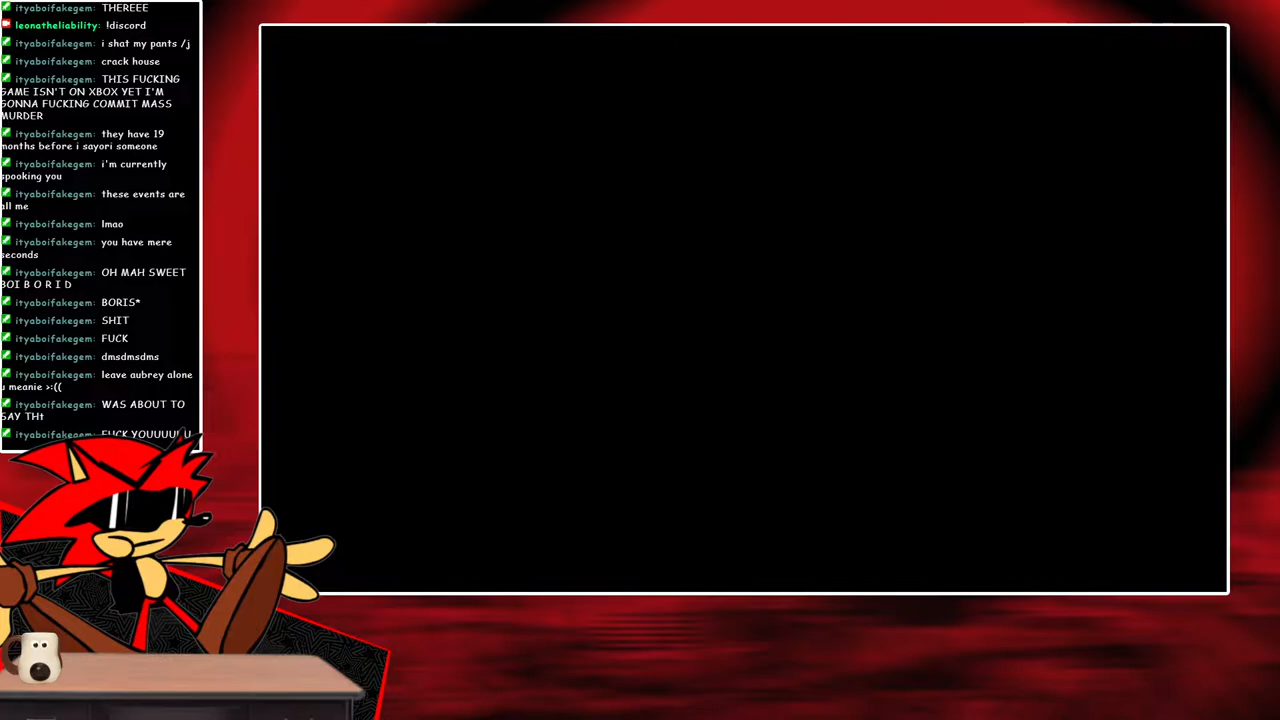 ityaboifakegem: THEREEE
leonatheliability: !discord
ityaboifakegem: i shat my pants /j
ityaboifakegem: crack house
ityaboifakegem: THIS FUCKING
GAME ISN'T ON XBOX YET I'M
GONNA FUCKING COMMIT MASS
MURDER
ityaboifakegem: they have 19
months before i sayori someone
ityaboifakegem: i'm currently
spooking you
ityaboifakegem: these events are
all me
ityaboifakegem: lmao
ityaboifakegem: you have mere
seconds
ityaboifakegem: OH MAH SWEET
BOI B O R I D
ityaboifakegem: BORIS*
ityaboifakegem: SHIT
ityaboifakegem: FUCK
ityaboifakegem: dmsdmsdms
ityaboifakegem: leave aubrey alone
u meanie >:((
ityaboifakegem: WAS ABOUT TO
SAY THt
ityaboifakegem: FUCK